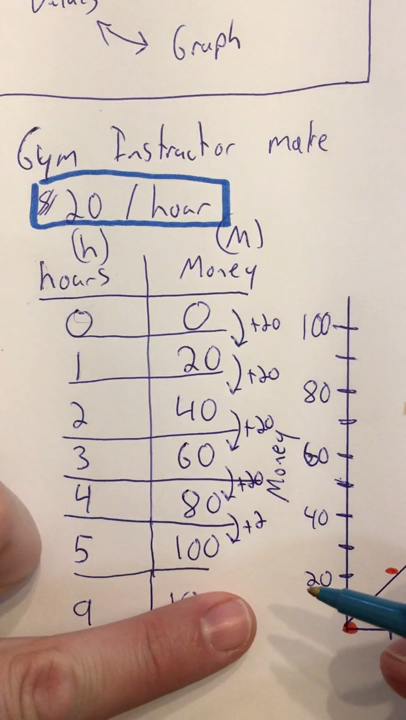 Graph
Gym Instructor make
$20 / hour
(h) (M)
hours Money
0 0 +20
1 20 +20
2 40 +20
3 60 +20
4 80 +2
5 100
9
100
80
60
40
20
Money